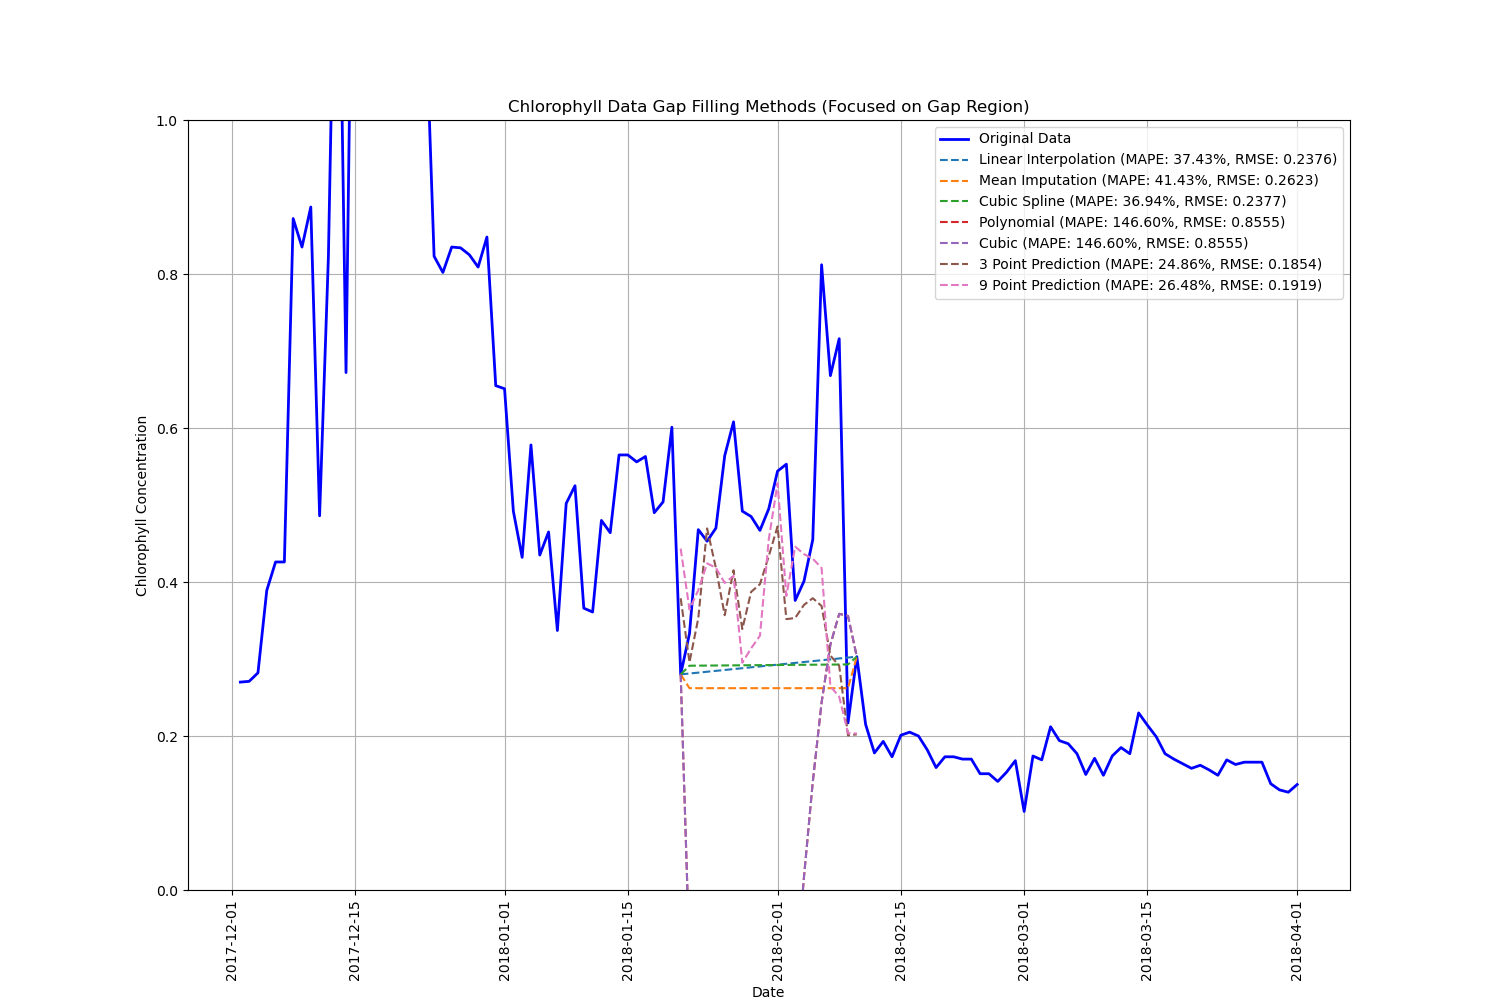 Chlorophyll Data Gap Filling Methods (Focused on Gap Region)
Original Data
Linear Interpolation (MAPE: 37.43%, RMSE: 0.2376)
Mean Imputation (MAPE: 41.43%, RMSE: 0.2623)
Cubic Spline (MAPE: 36.94%, RMSE: 0.2377)
Polynomial (MAPE: 146.60%, RMSE: 0.8555)
Cubic (MAPE: 146.60%, RMSE: 0.8555)
3 Point Prediction (MAPE: 24.86%, RMSE: 0.1854)
9 Point Prediction (MAPE: 26.48%, RMSE: 0.1919)
Chlorophyll Concentration
1.0
0.8
0.6
0.4
0.2
0.0
2017-12-01
2017-12-15
2018-01-01
2018-01-15
2018-02-01
2018-02-15
2018-03-01
2018-03-15
2018-04-01
Date